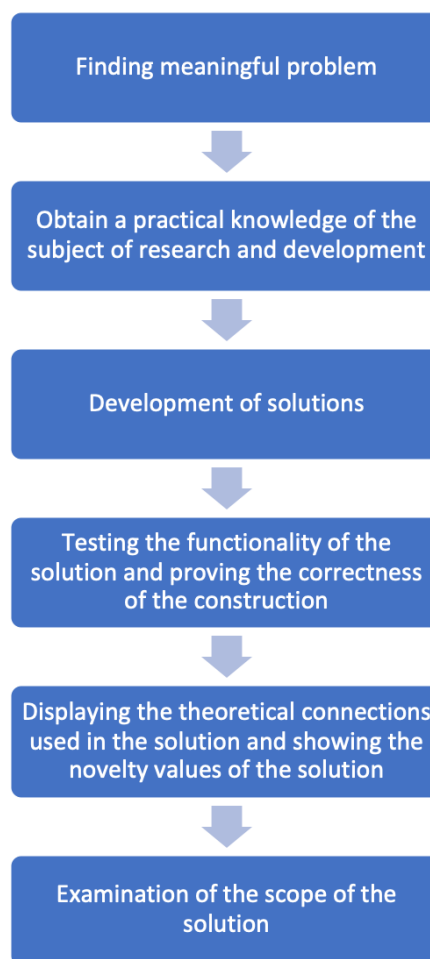 Finding meaningful problem
Obtain a practical knowledge of the
subject of research and development
Development of solutions
Testing the functionality of the
solution and proving the correctness
of the construction
Displaying the theoretical connections
used in the solution and showing the
novelty values of the solution
Examination of the scope of the
solution